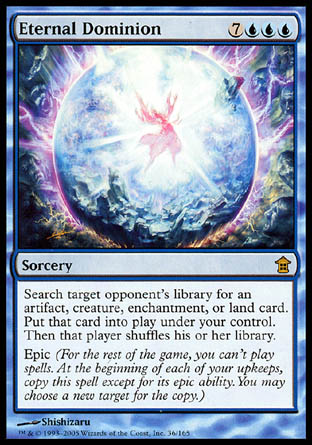 Eternal Dominion 7
Sorcery
Search target opponent's library for an
artifact, creature, enchantment, or land card.
Put that card into play under your control.
Then that player shuffles his or her library.
Epic (For the rest of the game, you can't play
spells. At the beginning of each of your upkeeps,
copy this spell except for its epic ability. You may
choose a new target for the copy.)
Shishizaru
™ & © 1993–2005 Wizards of the Coast, Inc. 36/165